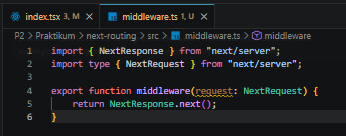 index.tsx 3, M
middleware.ts 1, U
P2 > Praktikum > next-routing > src > middleware.ts > middleware
1 import { NextResponse } from "next/server";
2 import type { NextRequest } from "next/server";
3
4 export function middleware(request: NextRequest) {
5 return NextResponse.next();
6 }